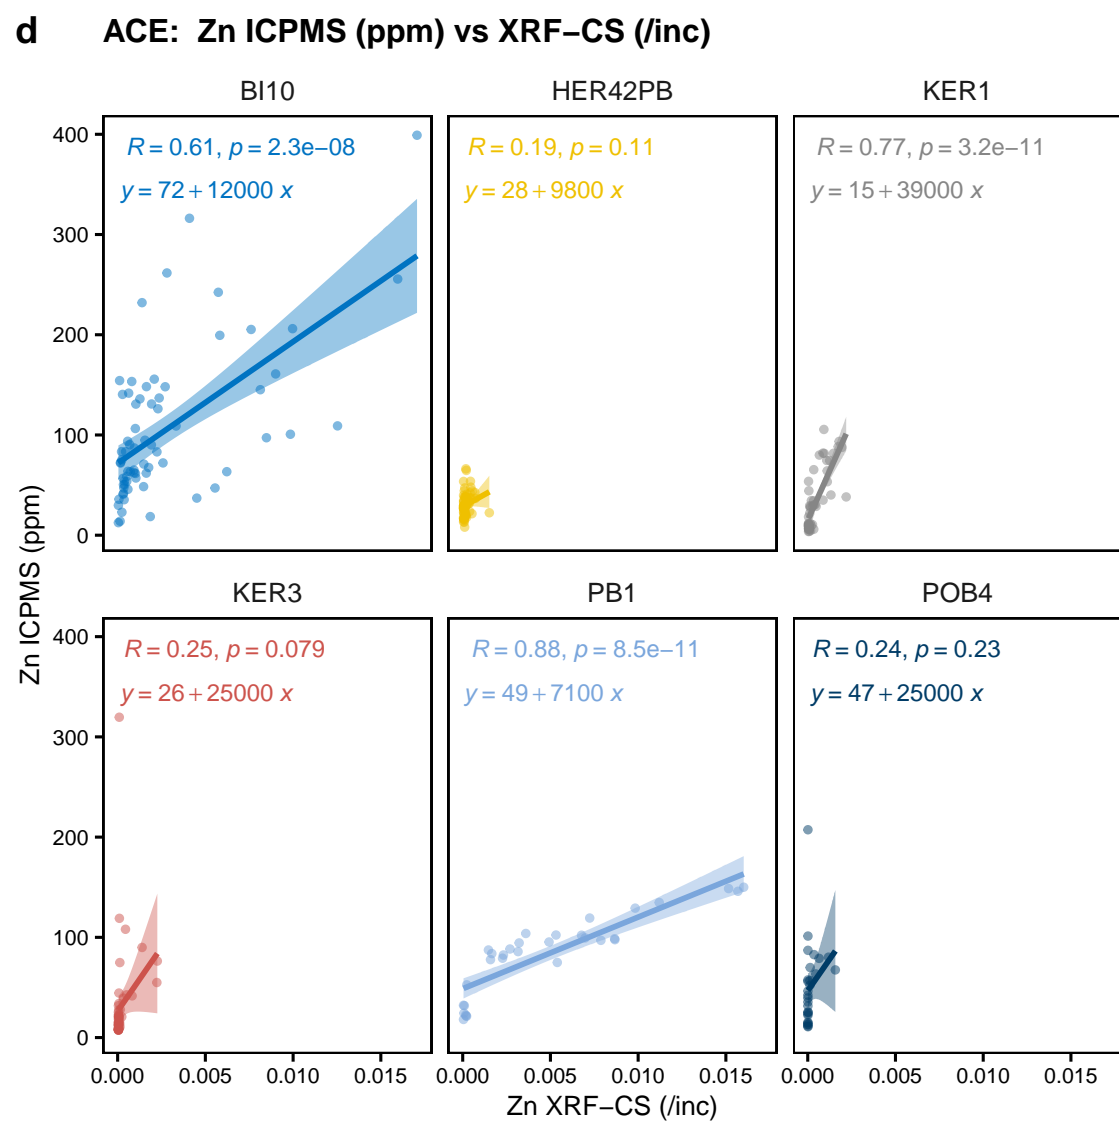 d ACE: Zn ICPMS (ppm) vs XRF−CS (/inc)
BI10 HER42PB KER1
R = 0.61, p = 2.3e−08 R = 0.19, p = 0.11 R = 0.77, p = 3.2e−11
y = 72 + 12000 x y = 28 + 9800 x y = 15 + 39000 x
400
300
200
100
0
Zn ICPMS (ppm)
KER3 PB1 POB4
R = 0.25, p = 0.079 R = 0.88, p = 8.5e−11 R = 0.24, p = 0.23
y = 26 + 25000 x y = 49 + 7100 x y = 47 + 25000 x
400
300
200
100
0
0.000 0.005 0.010 0.015 0.000 0.005 0.010 0.015 0.000 0.005 0.010 0.015
Zn XRF−CS (/inc)